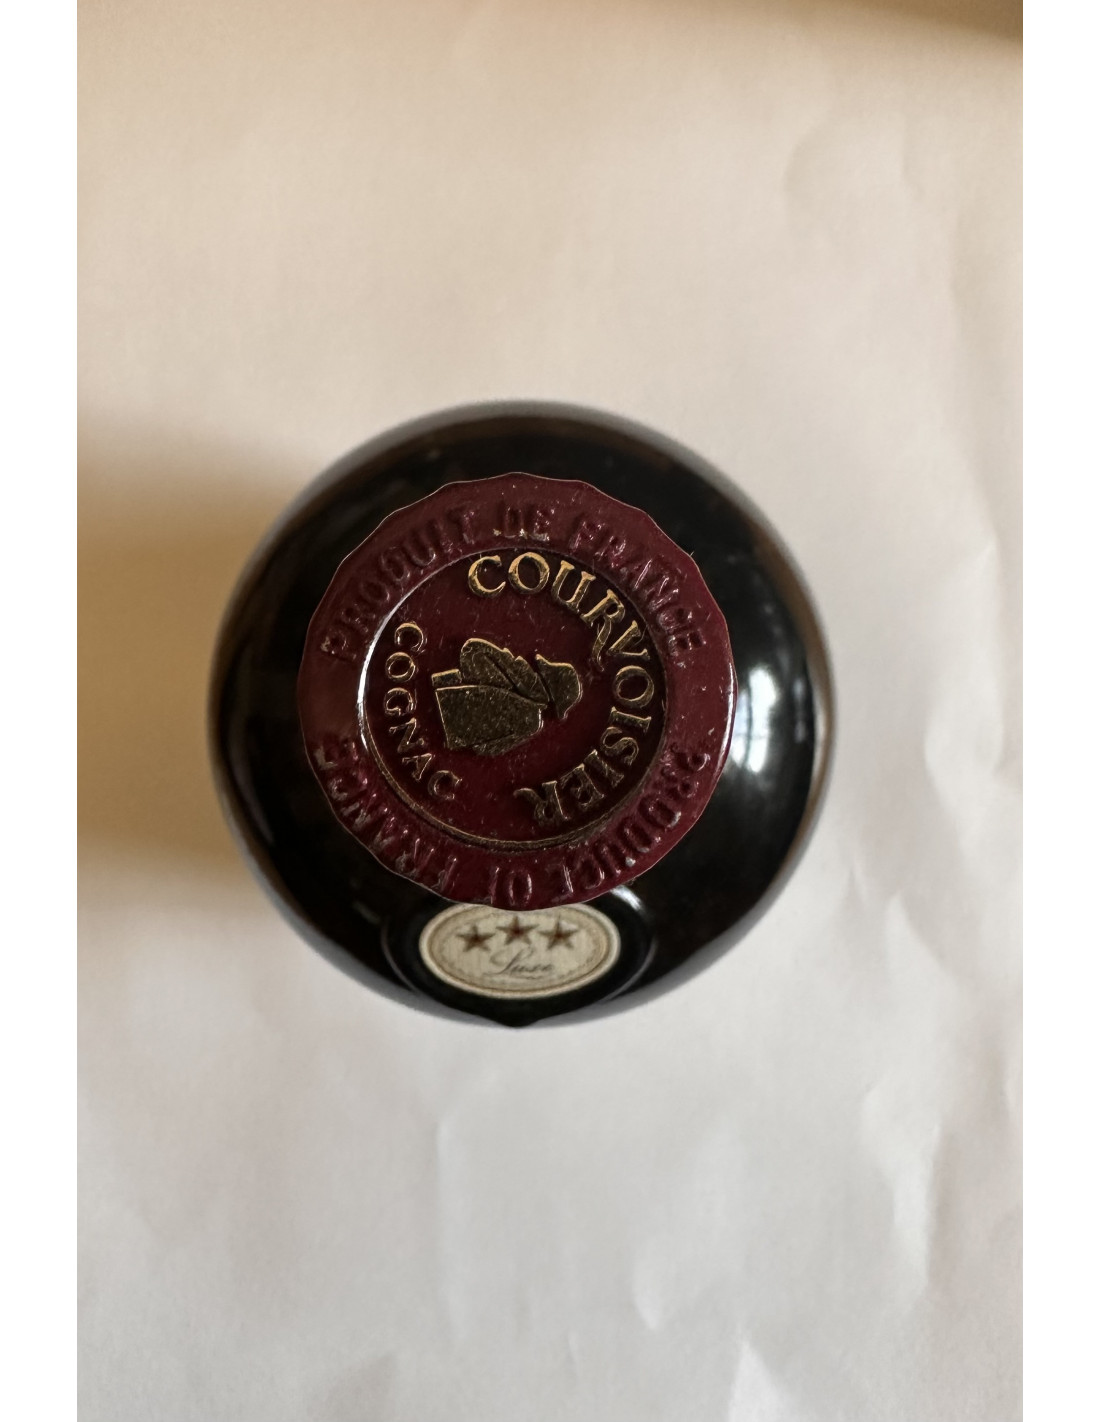 PRODUIT DE FRANCE
COURVOISIER
COGNAC
PRODUCE OF FRANCE
Luxe